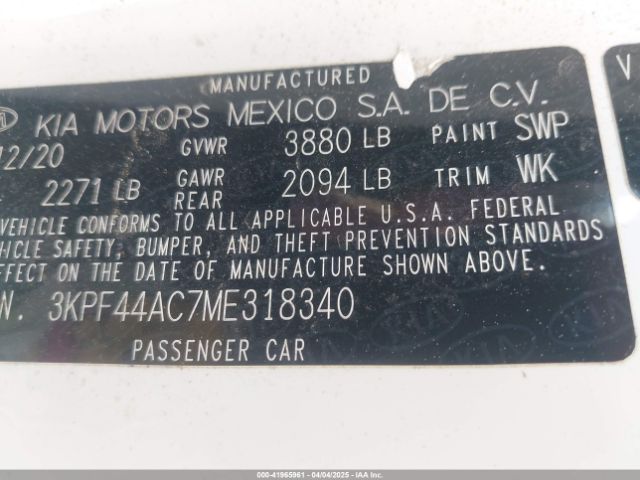 MANUFACTURED
KIA MOTORS MEXICO S.A. DE C.V.
12/20 GVWR 3880 LB PAINT SWP
2271 LB GAWR REAR 2094 LB TRIM WK
VEHICLE CONFORMS TO ALL APPLICABLE U.S.A. FEDERAL
HICLE SAFETY, BUMPER, AND THEFT PREVENTION STANDARDS
EFFECT ON THE DATE OF MANUFACTURE SHOWN ABOVE.
N. 3KPF44AC7ME318340
PASSENGER CAR
V
000-41965961 - 04/04/2025 - IAAI, Inc.